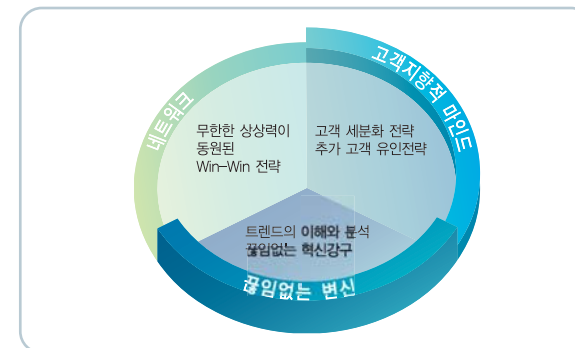 네트워크
고객지향적 마인드
무한한 상상력이
동원된
Win-Win 전략
고객 세분화 전략
추가 고객 유인전략
트렌드의 이해와 분석
끊임없는 혁신강구
끊임없는 변신